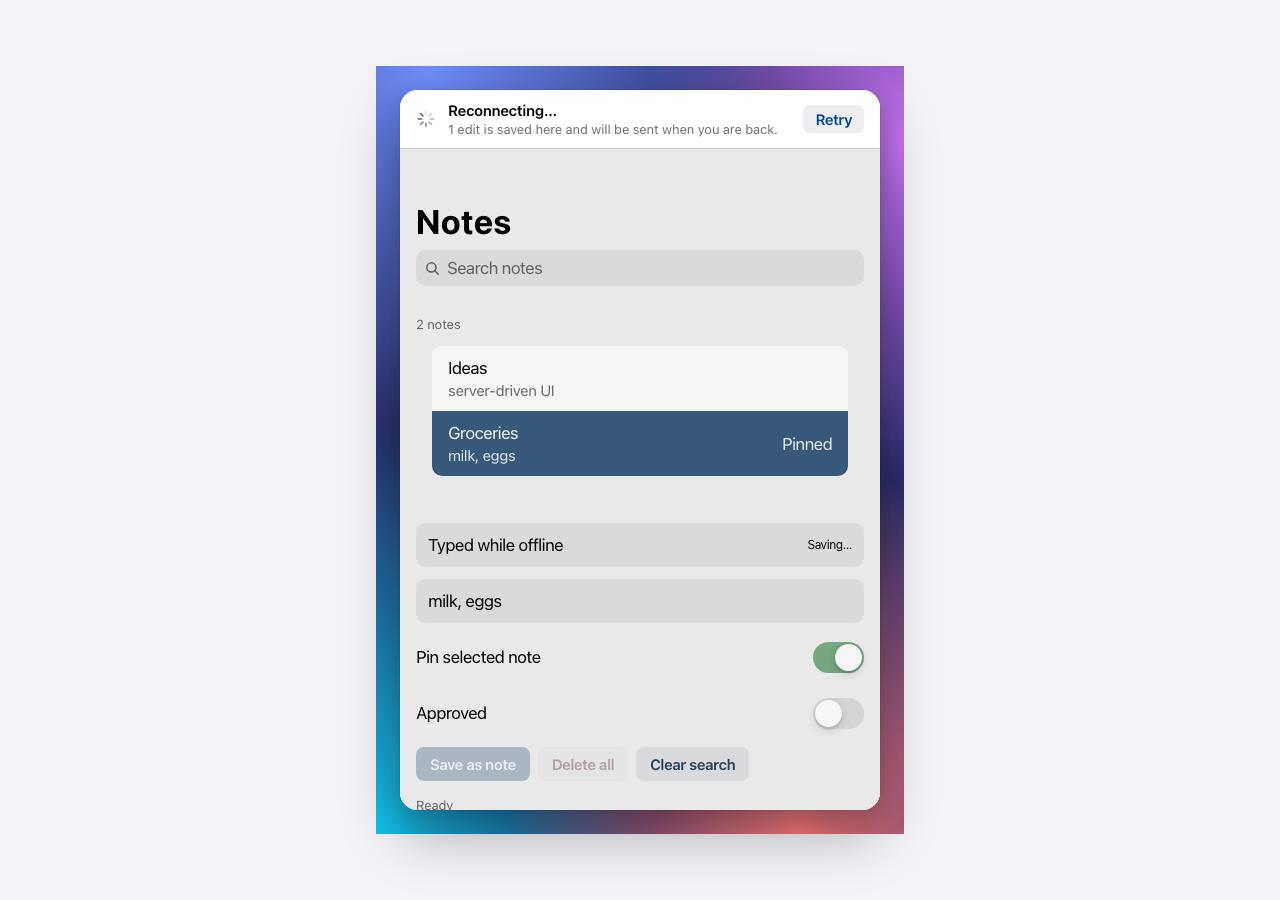 Reconnecting...
1 edit is saved here and will be sent when you are back.
Retry
Notes
Search notes
2 notes
Ideas
server-driven UI
Groceries
milk, eggs
Pinned
Typed while offline
Saving...
milk, eggs
Pin selected note
Approved
Save as note
Delete all
Clear search
Ready